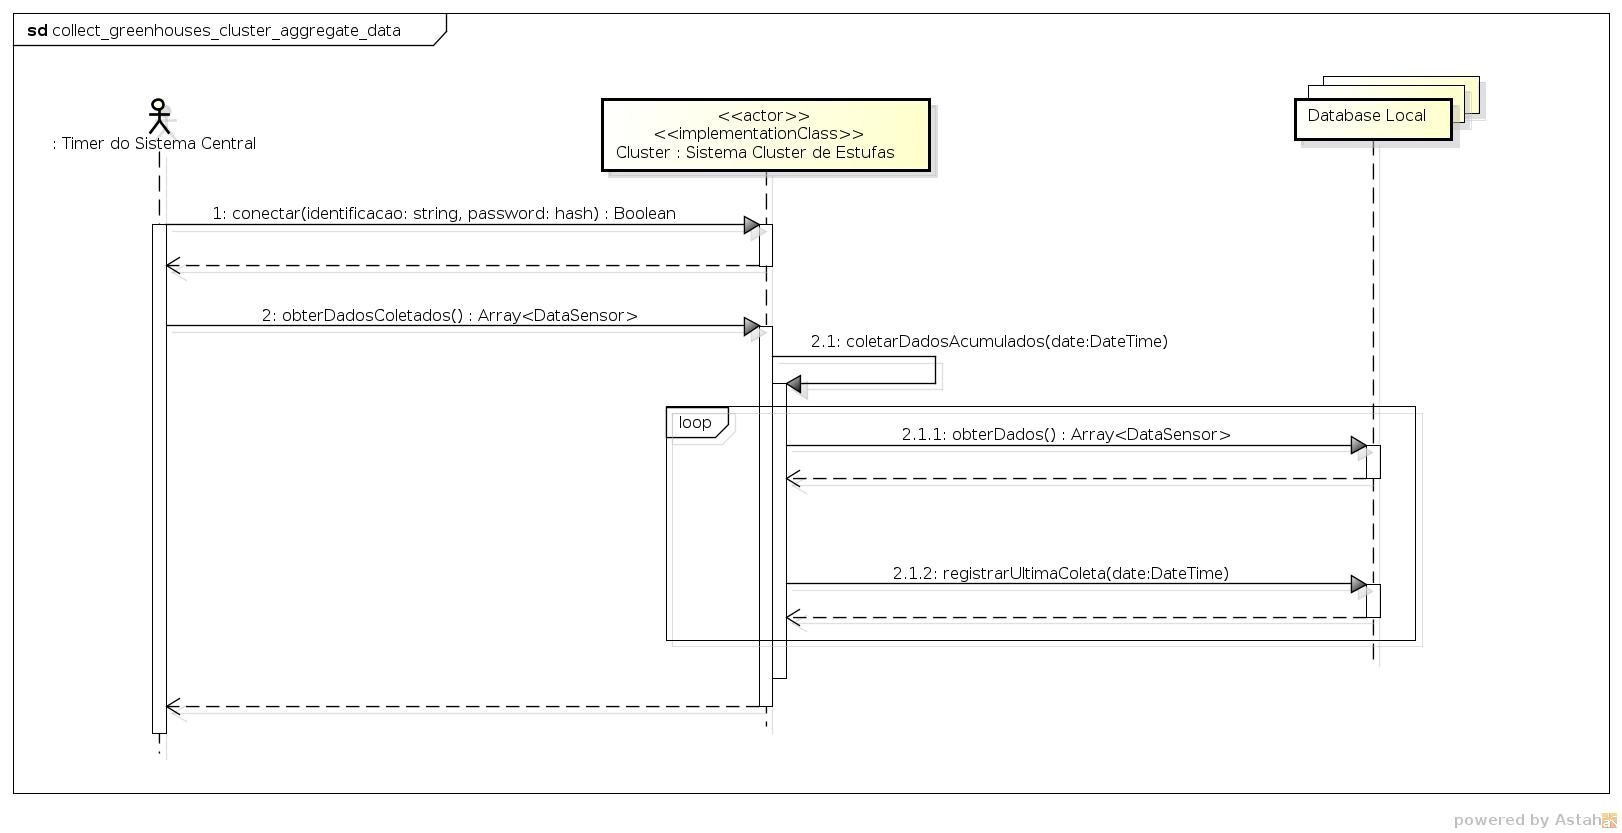 sd collect_greenhouses_cluster_aggregate_data
: Timer do Sistema Central
<<actor>>
<<implementationClass>>
Cluster : Sistema Cluster de Estufas
Database Local
1: conectar(identificacao: string, password: hash) : Boolean
2: obterDadosColetados() : Array<DataSensor>
2.1: coletarDadosAcumulados(date:DateTime)
loop
2.1.1: obterDados() : Array<DataSensor>
2.1.2: registrarUltimaColeta(date:DateTime)
powered by Astah